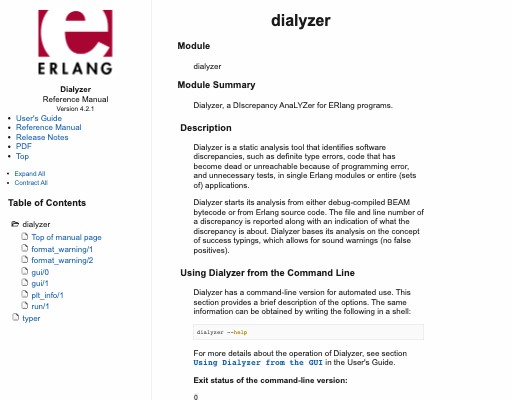 ERLANG
Dialyzer
Reference Manual
Version 4.2.1
User's Guide
Reference Manual
Release Notes
PDF
Top
Expand All
Contract All
Table of Contents
dialyzer
Top of manual page
format_warning/1
format_warning/2
gui/0
gui/1
plt_info/1
run/1
typer
dialyzer
Module
dialyzer
Module Summary
Dialyzer, a DIscrepancy AnaLYZer for ERlang programs.
Description
Dialyzer is a static analysis tool that identifies software
discrepancies, such as definite type errors, code that has
become dead or unreachable because of programming error,
and unnecessary tests, in single Erlang modules or entire (sets
of) applications.
Dialyzer starts its analysis from either debug-compiled BEAM
bytecode or from Erlang source code. The file and line number of
a discrepancy is reported along with an indication of what the
discrepancy is about. Dialyzer bases its analysis on the concept
of success typings, which allows for sound warnings (no false
positives).
Using Dialyzer from the Command Line
Dialyzer has a command-line version for automated use. This
section provides a brief description of the options. The same
information can be obtained by writing the following in a shell:
dialyzer --help
For more details about the operation of Dialyzer, see section
Using Dialyzer from the GUI in the User's Guide.
Exit status of the command-line version:
0